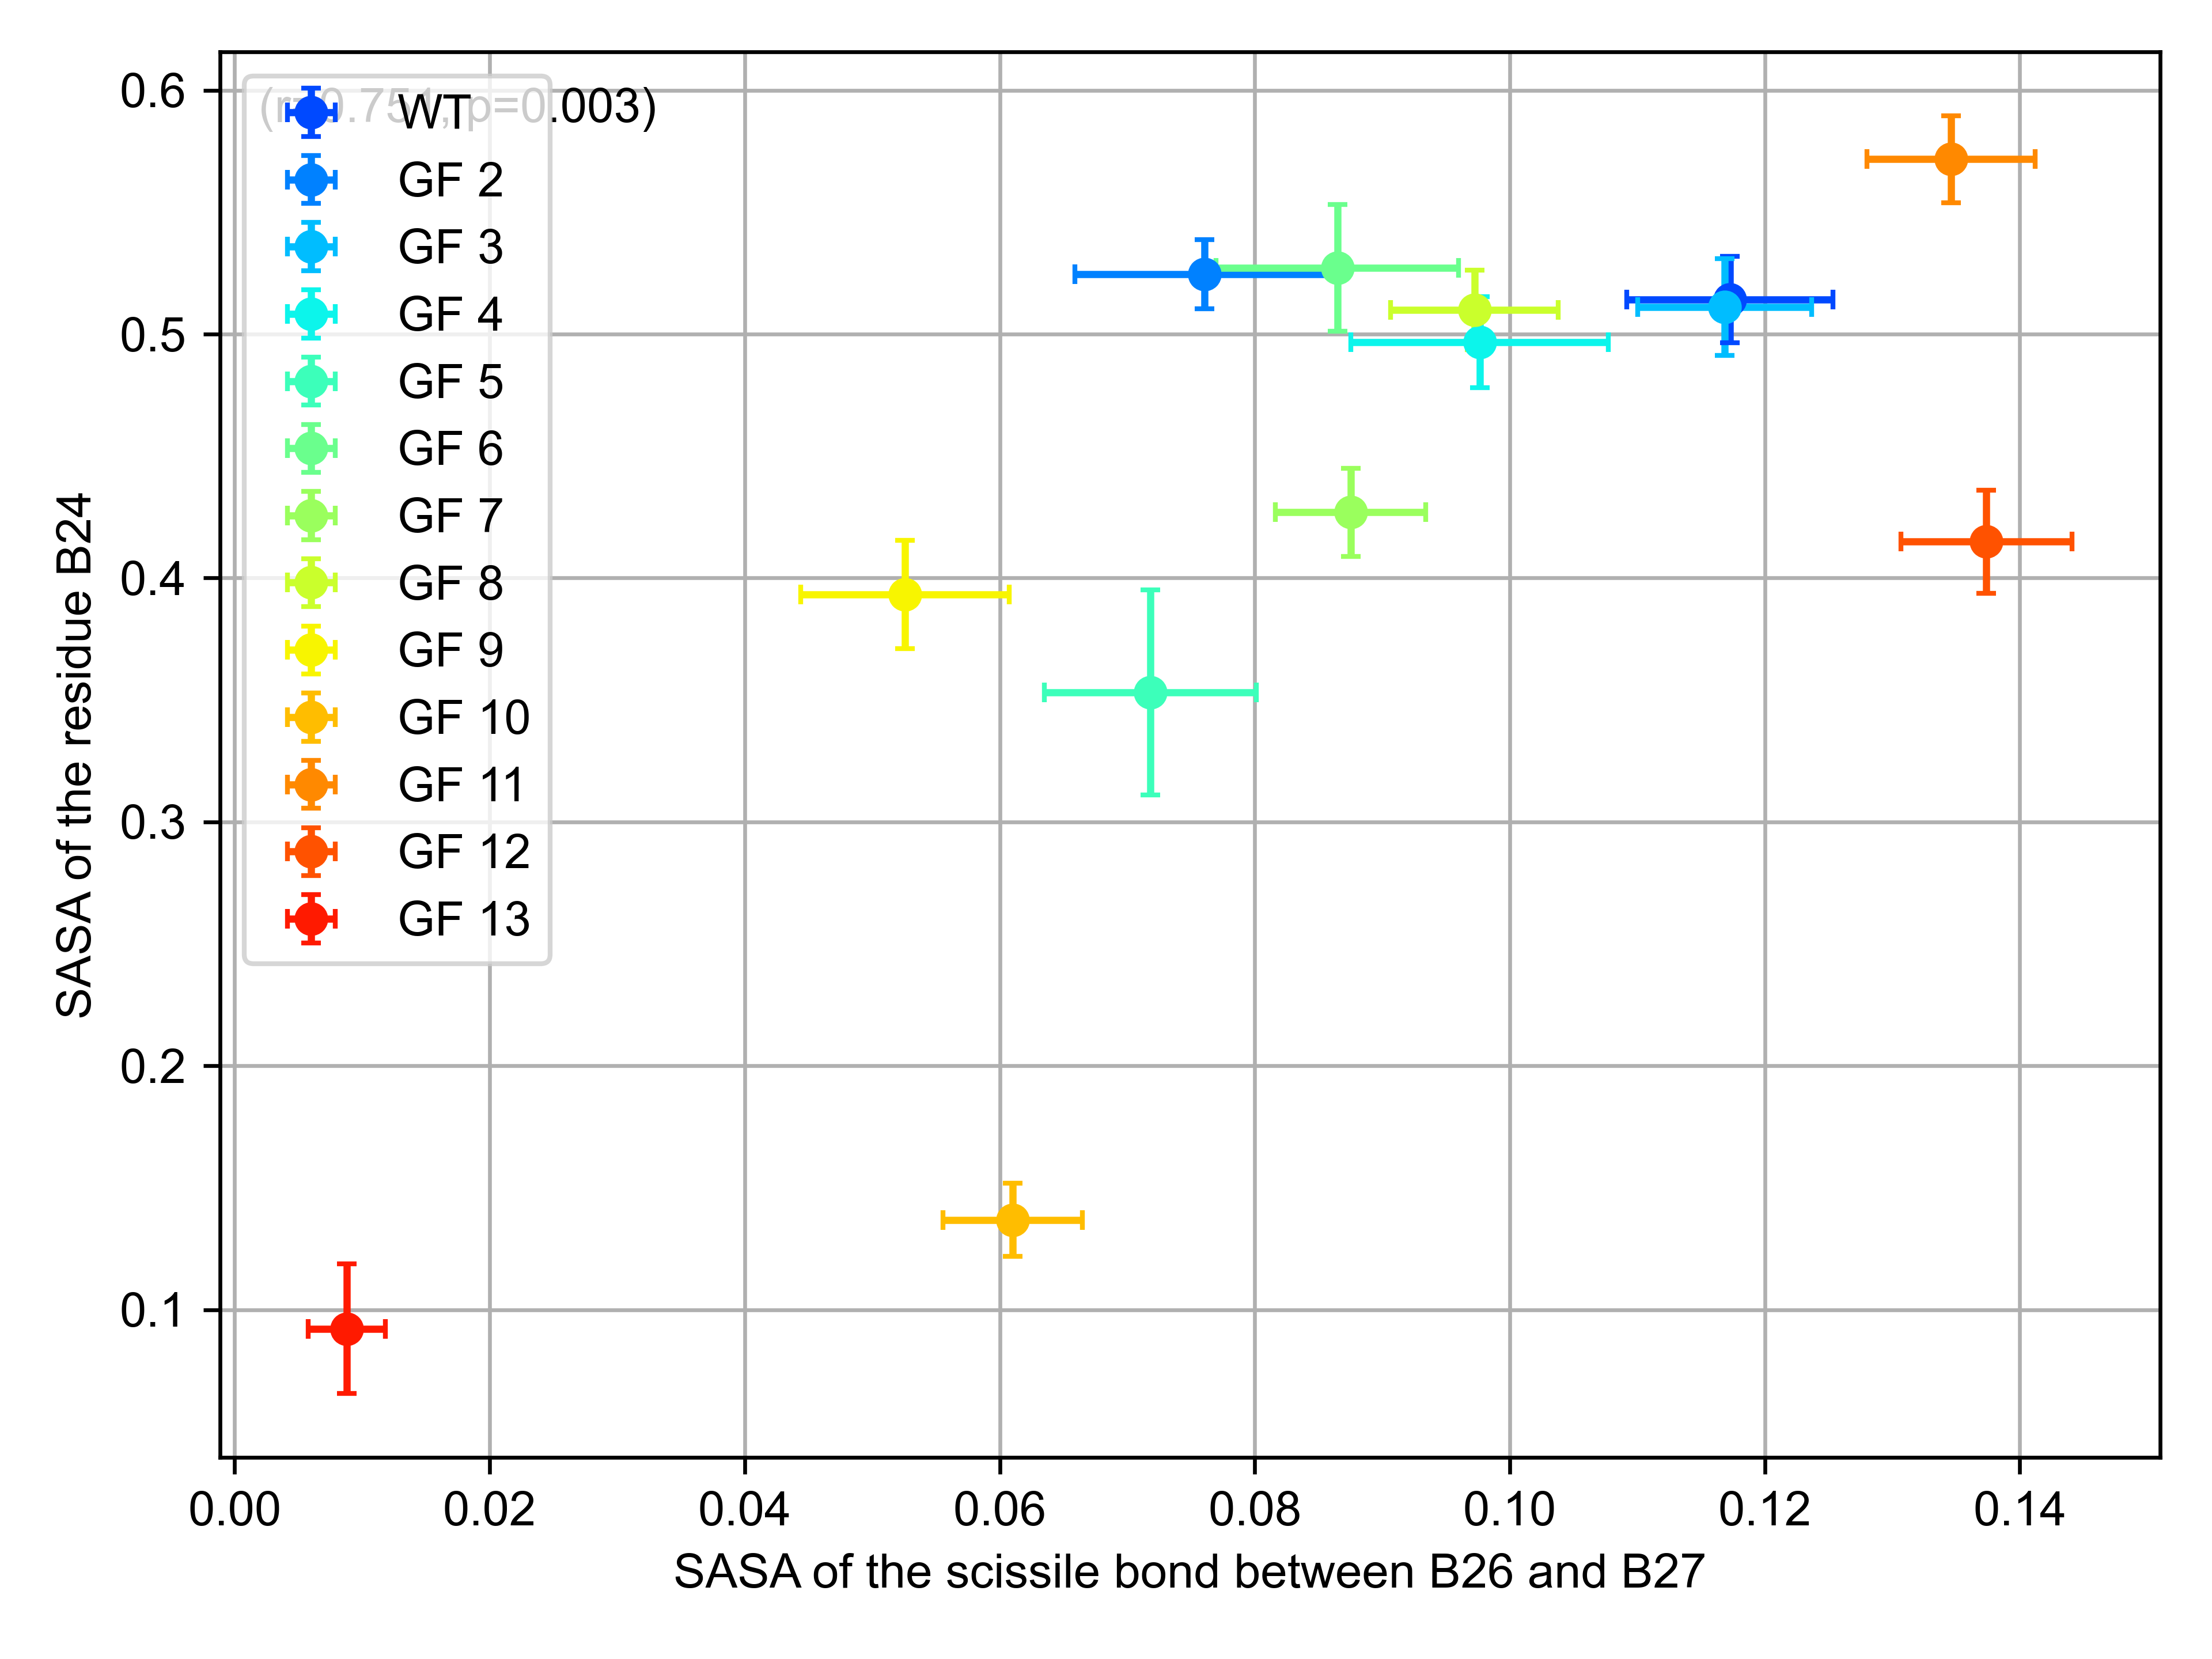 0.6
0.5
0.4
0.3
0.2
0.1
SASA of the residue B24
p=0.003)
WT
GF 2
GF 3
GF 4
GF 5
GF 6
GF 7
GF 8
GF 9
GF 10
GF 11
GF 12
GF 13
0.00 0.02 0.04 0.06 0.08 0.10 0.12 0.14
SASA of the scissile bond between B26 and B27